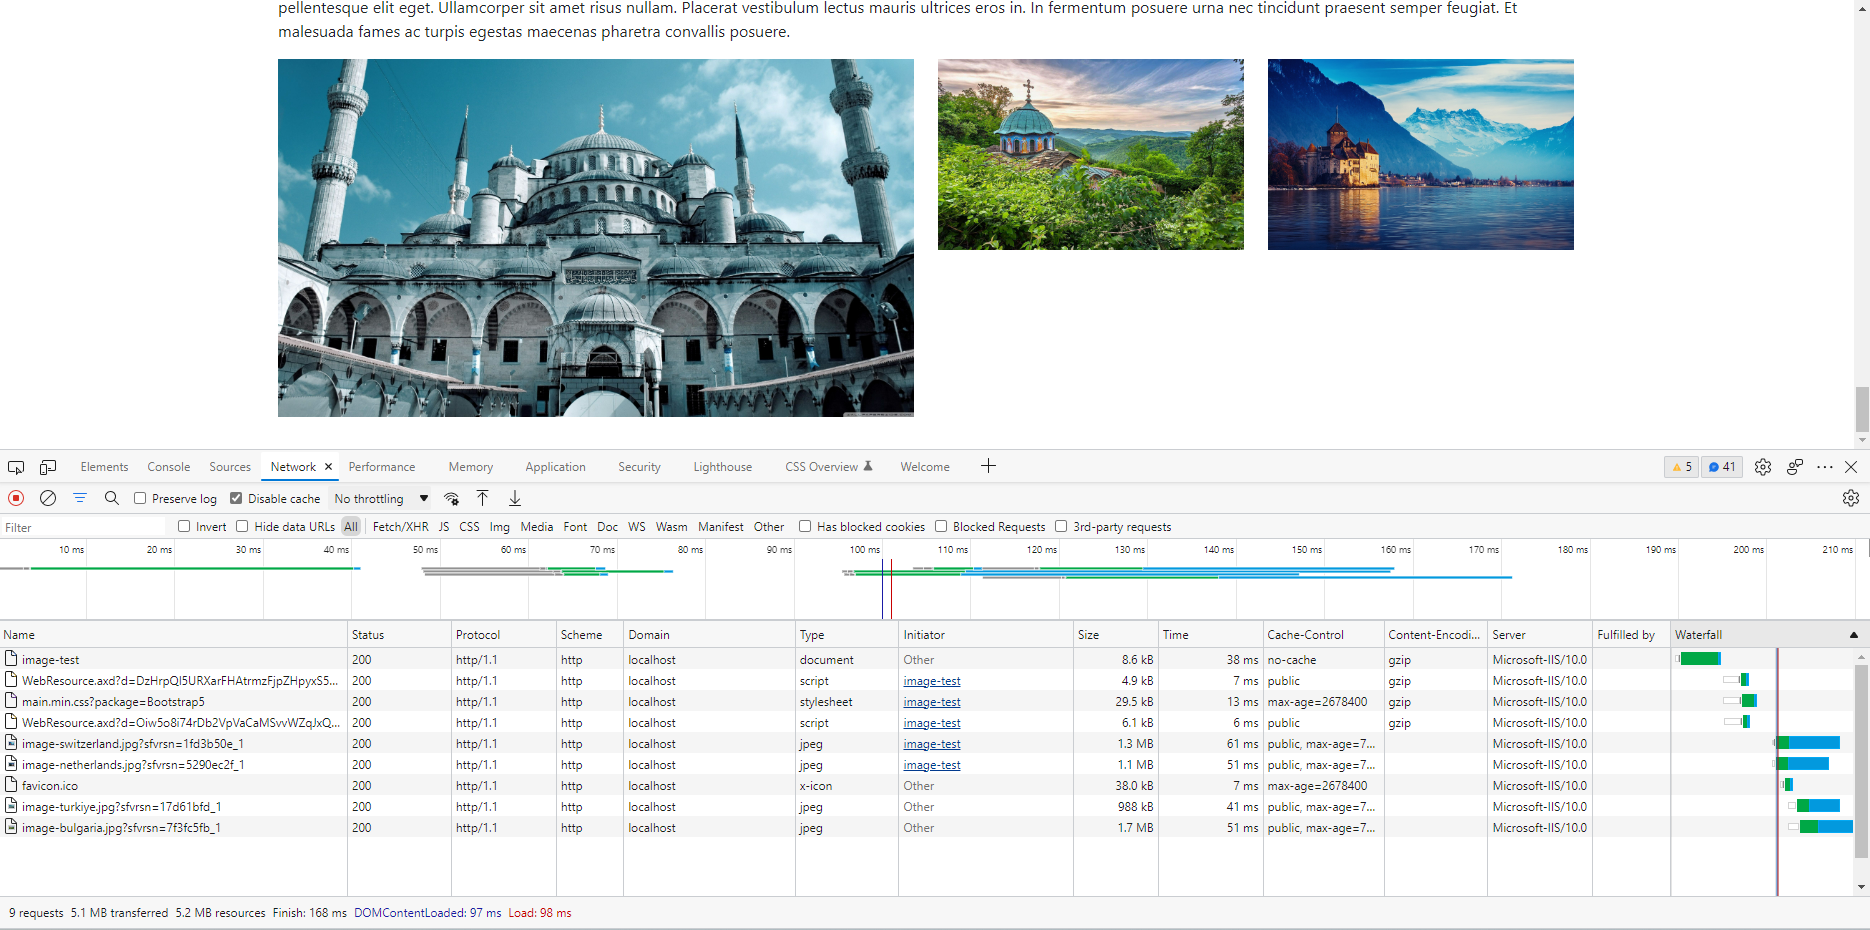 pellentesque elit eget. Ullamcorper sit amet risus nullam. Placerat vestibulum lectus mauris ultrices eros in. In fermentum posuere urna nec tincidunt praesent semper feugiat. Et
malesuada fames ac turpis egestas maecenas pharetra convallis posuere.
Elements Console Sources Network Performance Memory Application Security Lighthouse CSS Overview Welcome 5 41
Preserve log Disable cache No throttling
Filter Invert Hide data URLs All Fetch/XHR JS CSS Img Media Font Doc WS Wasm Manifest Other Has blocked cookies Blocked Requests 3rd-party requests
10 ms 20 ms 30 ms 40 ms 50 ms 60 ms 70 ms 80 ms 90 ms 100 ms 110 ms 120 ms 130 ms 140 ms 150 ms 160 ms 170 ms 180 ms 190 ms 200 ms 210 ms
Name Status Protocol Scheme Domain Type Initiator Size Time Cache-Control Content-Encodi... Server Fulfilled by Waterfall
image-test 200 http/1.1 http localhost document Other 8.6 kB 38 ms no-cache gzip Microsoft-IIS/10.0
WebResource.axd?d=DzHrpQI5URXarFHAtrmzFjpZHpyxS5... 200 http/1.1 http localhost script image-test 4.9 kB 7 ms public gzip Microsoft-IIS/10.0
main.min.css?package=Bootstrap5 200 http/1.1 http localhost stylesheet image-test 29.5 kB 13 ms max-age=2678400 gzip Microsoft-IIS/10.0
WebResource.axd?d=Oiw5o8i74rDb2VpVaCaMSvvWZqJxQ... 200 http/1.1 http localhost script image-test 6.1 kB 6 ms public gzip Microsoft-IIS/10.0
image-switzerland.jpg?sfvrsn=1fd3b50e_1 200 http/1.1 http localhost jpeg image-test 1.3 MB 61 ms public, max-age=7... Microsoft-IIS/10.0
image-netherlands.jpg?sfvrsn=5290ec2f_1 200 http/1.1 http localhost jpeg image-test 1.1 MB 51 ms public, max-age=7... Microsoft-IIS/10.0
favicon.ico 200 http/1.1 http localhost x-icon Other 38.0 kB 7 ms max-age=2678400 Microsoft-IIS/10.0
image-turkiye.jpg?sfvrsn=17d61bfd_1 200 http/1.1 http localhost jpeg Other 988 kB 41 ms public, max-age=7... Microsoft-IIS/10.0
image-bulgaria.jpg?sfvrsn=7f3fc5fb_1 200 http/1.1 http localhost jpeg Other 1.7 MB 51 ms public, max-age=7... Microsoft-IIS/10.0
9 requests 5.1 MB transferred 5.2 MB resources Finish: 168 ms DOMContentLoaded: 97 ms Load: 98 ms